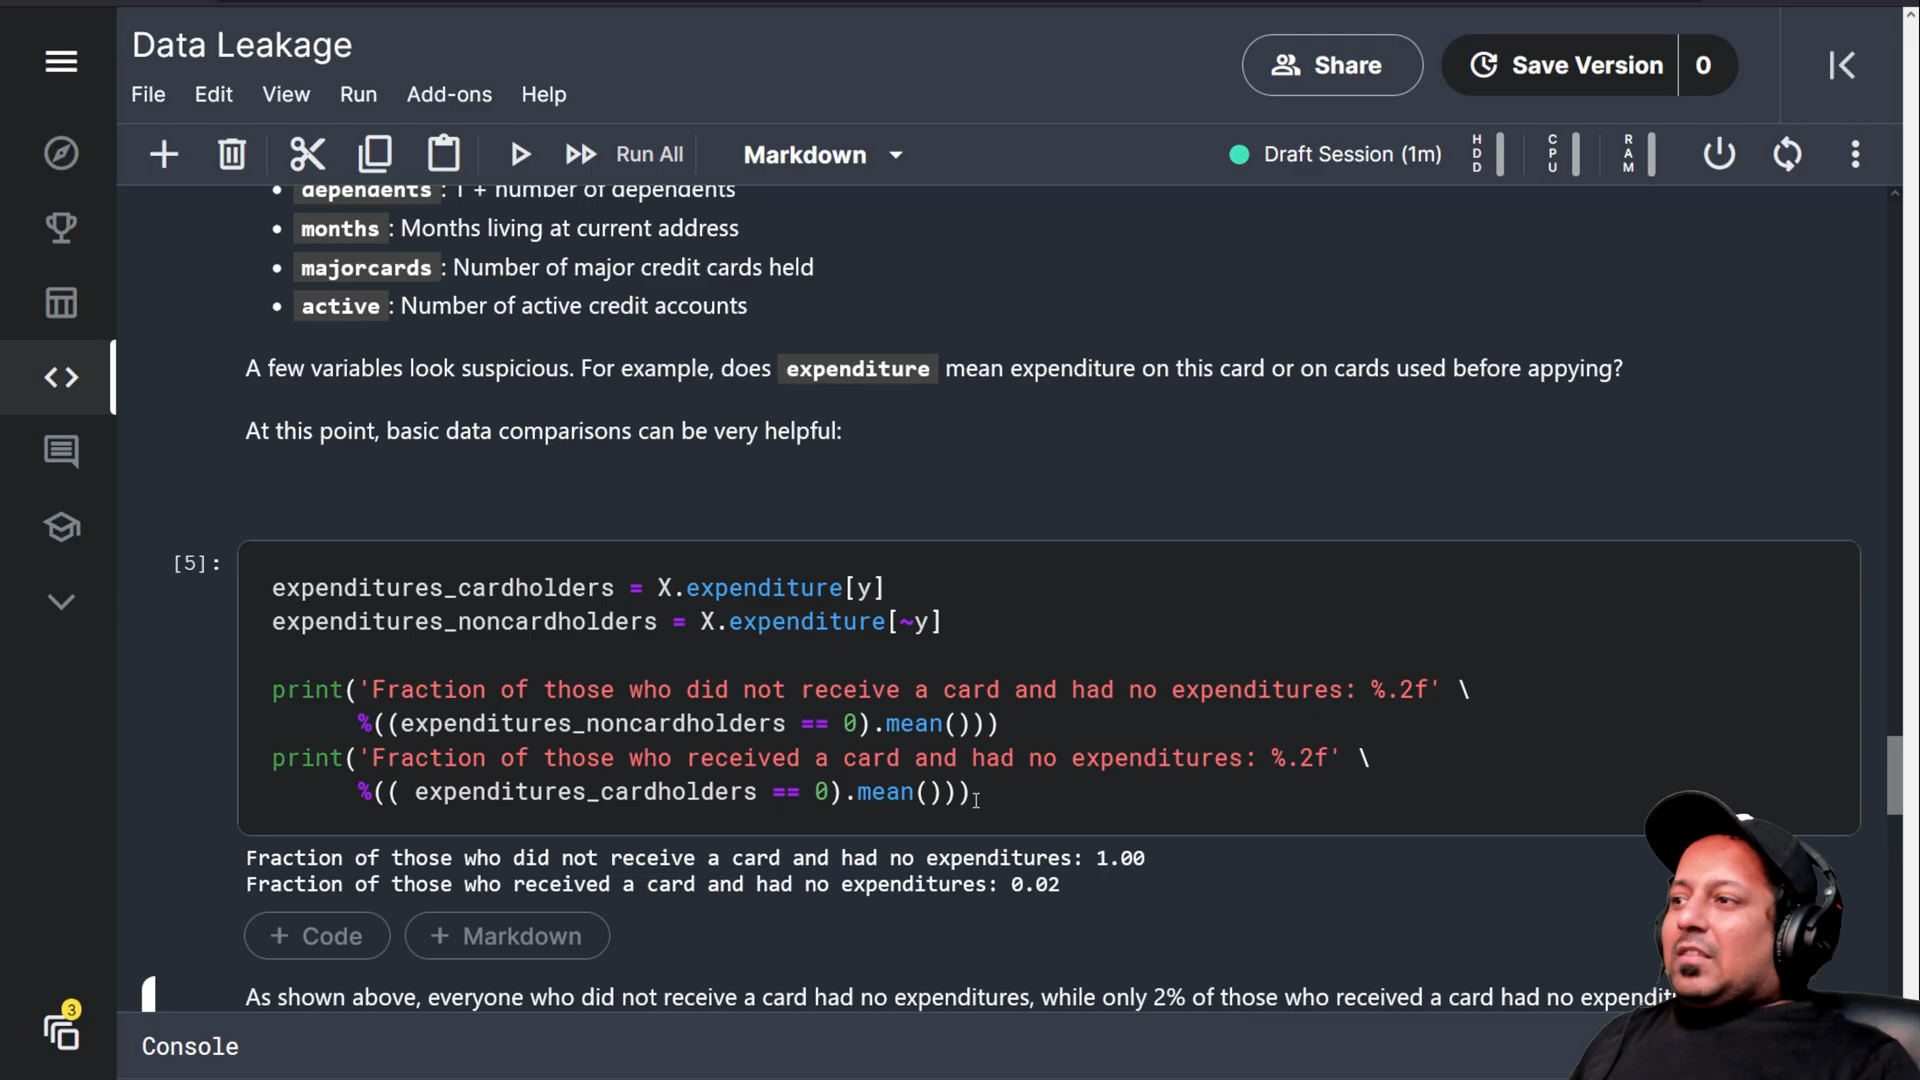 Data Leakage
Share
Save Version
0
File Edit View Run Add-ons Help
Run All
Markdown
Draft Session (1m)
HDD
CPU
RAM
dependents : 1 + number of dependents
months : Months living at current address
majorcards : Number of major credit cards held
active : Number of active credit accounts
A few variables look suspicious. For example, does expenditure mean expenditure on this card or on cards used before appying?
At this point, basic data comparisons can be very helpful:
[5]:
expenditures_cardholders = X.expenditure[y]
expenditures_noncardholders = X.expenditure[~y]
print('Fraction of those who did not receive a card and had no expenditures: %.2f' \
%((expenditures_noncardholders == 0).mean()))
print('Fraction of those who received a card and had no expenditures: %.2f' \
%(( expenditures_cardholders == 0).mean()))
Fraction of those who did not receive a card and had no expenditures: 1.00
Fraction of those who received a card and had no expenditures: 0.02
+ Code
+ Markdown
As shown above, everyone who did not receive a card had no expenditures, while only 2% of those who received a card had no
3
Console